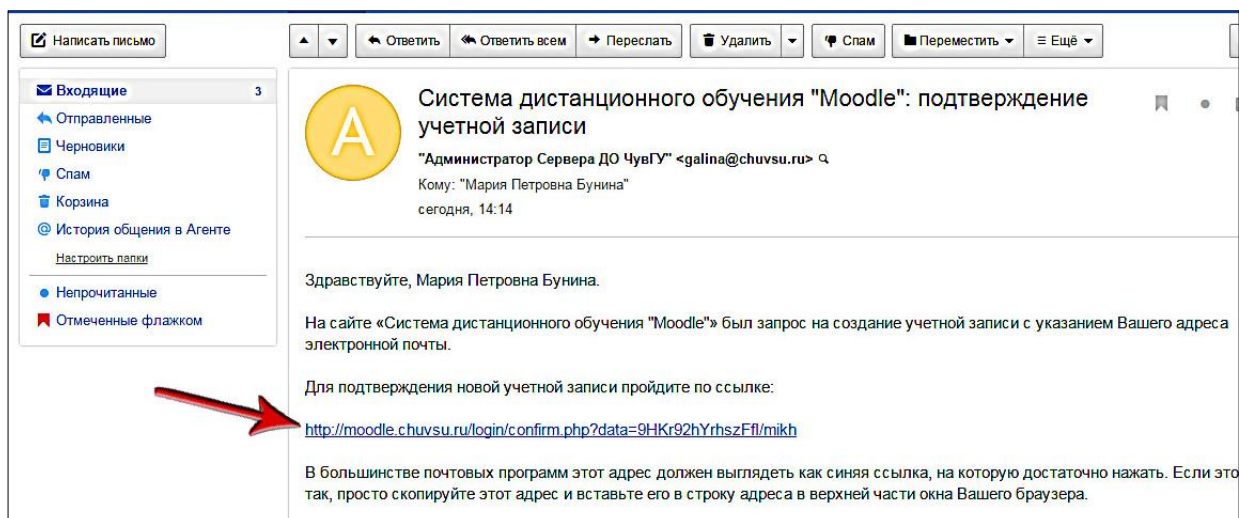 Написать письмо
Ответить Ответить всем Переслать Удалить Спам Переместить Ещё
Входящие 3
Отправленные
Черновики
Спам
Корзина
@ История общения в Агенте
Настроить папки
Непрочитанные
Отмеченные флажком
А
Система дистанционного обучения "Moodle": подтверждение
учетной записи
"Администратор Сервера ДО ЧувГУ" <galina@chuvsu.ru>
Кому: "Мария Петровна Бунина"
сегодня, 14:14
Здравствуйте, Мария Петровна Бунина.
На сайте «Система дистанционного обучения "Moodle"» был запрос на создание учетной записи с указанием Вашего адреса
электронной почты.
Для подтверждения новой учетной записи пройдите по ссылке:
http://moodle.chuvsu.ru/login/confirm.php?data=9HKr92hYrhszFfl/mikh
В большинстве почтовых программ этот адрес должен выглядеть как синяя ссылка, на которую достаточно нажать. Если это
так, просто скопируйте этот адрес и вставьте его в строку адреса в верхней части окна Вашего браузера.